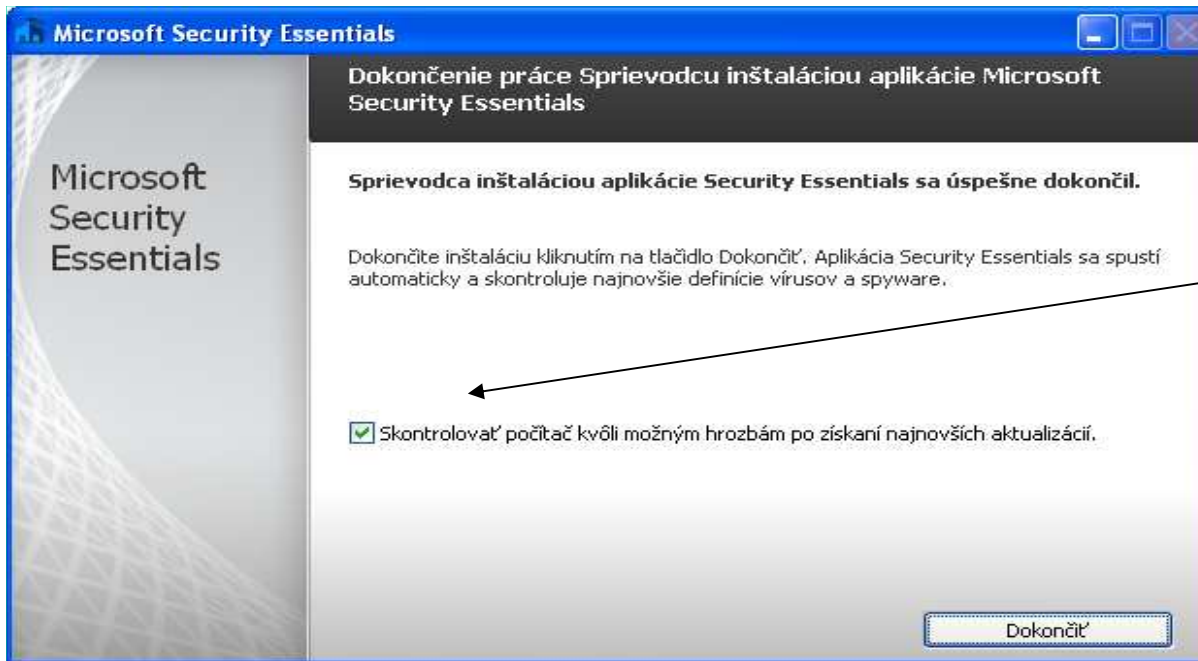 Microsoft Security Essentials
Dokončenie práce Sprievodcu inštaláciou aplikácie Microsoft
Security Essentials
Microsoft
Security
Essentials
Sprievodca inštaláciou aplikácie Security Essentials sa úspešne dokončil.
Dokončite inštaláciu kliknutím na tlačidlo Dokončiť. Aplikácia Security Essentials sa spustí
automaticky a skontroluje najnovšie definície vírusov a spyware.
Skontrolovať počítač kvôli možným hrozbám po získaní najnovších aktualizácií.
Dokončiť